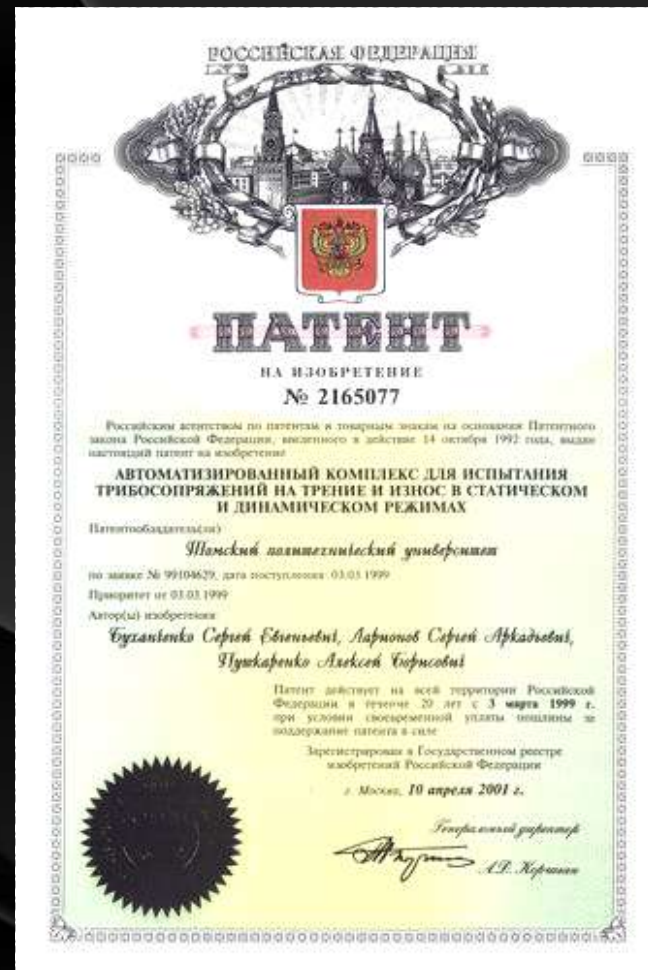 РОССИЙСКАЯ ФЕДЕРАЦИЯ
ПАТЕНТ
НА ИЗОБРЕТЕНИЕ
№ 2165077
Российским агентством по патентам и товарным знакам на основании Патентного
закона Российской Федерации, введенного в действие 14 октября 1992 года, выдан
настоящий патент на изобретение
АВТОМАТИЗИРОВАННЫЙ КОМПЛЕКС ДЛЯ ИСПЫТАНИЯ
ТРИБОСОПРЯЖЕНИЙ НА ТРЕНИЕ И ИЗНОС В СТАТИЧЕСКОМ
И ДИНАМИЧЕСКОМ РЕЖИМАХ
Патентообладатель(ли)
Томский политехнический университет
по заявке № 99104629, дата поступления: 03.03.1999
Приоритет от 03.03.1999
Автор(ы) изобретения
Буханченко Сергей Евгеньевич, Ларионов Сергей Аркадьевич,
Пушкаренко Алексей Борисович
Патент действует на всей территории Российской
Федерации в течение 20 лет с 3 марта 1999 г.
при условии своевременной уплаты пошлины за
поддержание патента в силе
Зарегистрирован в Государственном реестре
изобретений Российской Федерации
г. Москва, 10 апреля 2001 г.
Генеральный директор
А.Д. Корчагин